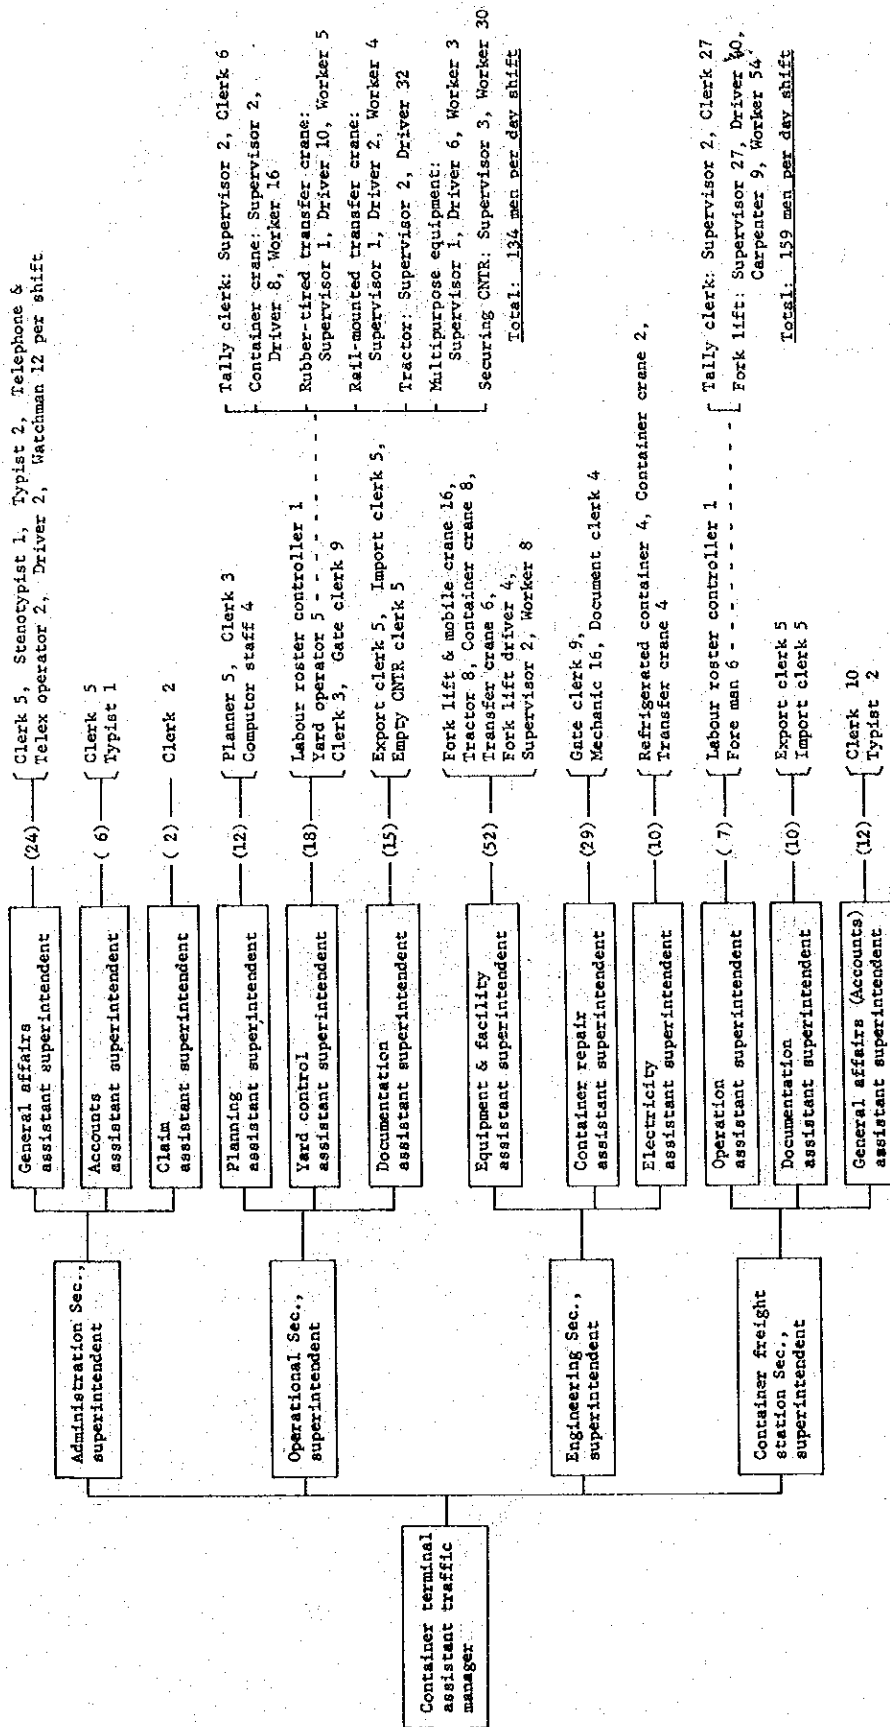 Container terminal
assistant traffic
manager
Administration Sec.,
superintendent
General affairs
assistant superintendent
(24)
Clerk 5, Stenotypist 1, Typist 2, Telephone &
Telex operator 2, Driver 2, Watchman 12 per shift
Accounts
assistant superintendent
( 6)
Clerk 5
Typist 1
Claim
assistant superintendent
( 2)
Clerk 2
Operational Sec.,
superintendent
Planning
assistant superintendent
(12)
Planner 5, Clerk 3
Computor staff 4
Yard control
assistant superintendent
(18)
Labour roster controller 1
Yard operator 5
Clerk 3, Gate clerk 9
Tally clerk: Supervisor 2, Clerk 6
Container crane: Supervisor 2,
Driver 8, Worker 16
Rubber-tired transfer crane:
Supervisor 1, Driver 10, Worker 5
Rail-mounted transfer crane:
Supervisor 1, Driver 2, Worker 4
Tractor: Supervisor 2, Driver 32
Multipurpose equipment:
Supervisor 1, Driver 6, Worker 3
Securing CNTR: Supervisor 3, Worker 30
Total: 134 men per day shift
Documentation
assistant superintendent
(15)
Export clerk 5, Import clerk 5,
Empty CNTR clerk 5
Engineering Sec.,
superintendent
Equipment & facility
assistant superintendent
(52)
Fork lift & mobile crane 16,
Tractor 8, Container crane 8,
Transfer crane 6,
Fork lift driver 4,
Supervisor 2, Worker 8
Container repair
assistant superintendent
(29)
Gate clerk 9,
Mechanic 16, Document clerk 4
Electricity
assistant superintendent
(10)
Refrigerated container 4, Container crane 2,
Transfer crane 4
Container freight
station Sec.,
superintendent
Operation
assistant superintendent
( 7)
Labour roster controller 1
Fore man 6
Tally clerk: Supervisor 2, Clerk 27
Fork lift: Supervisor 27, Driver
Carpenter 9, Worker 54
Total: 159 men per day shift
Documentation
assistant superintendent
(10)
Export clerk 5
Import clerk 5
General affairs (Accounts)
assistant superintendent
(12)
Clerk 10
Typist 2